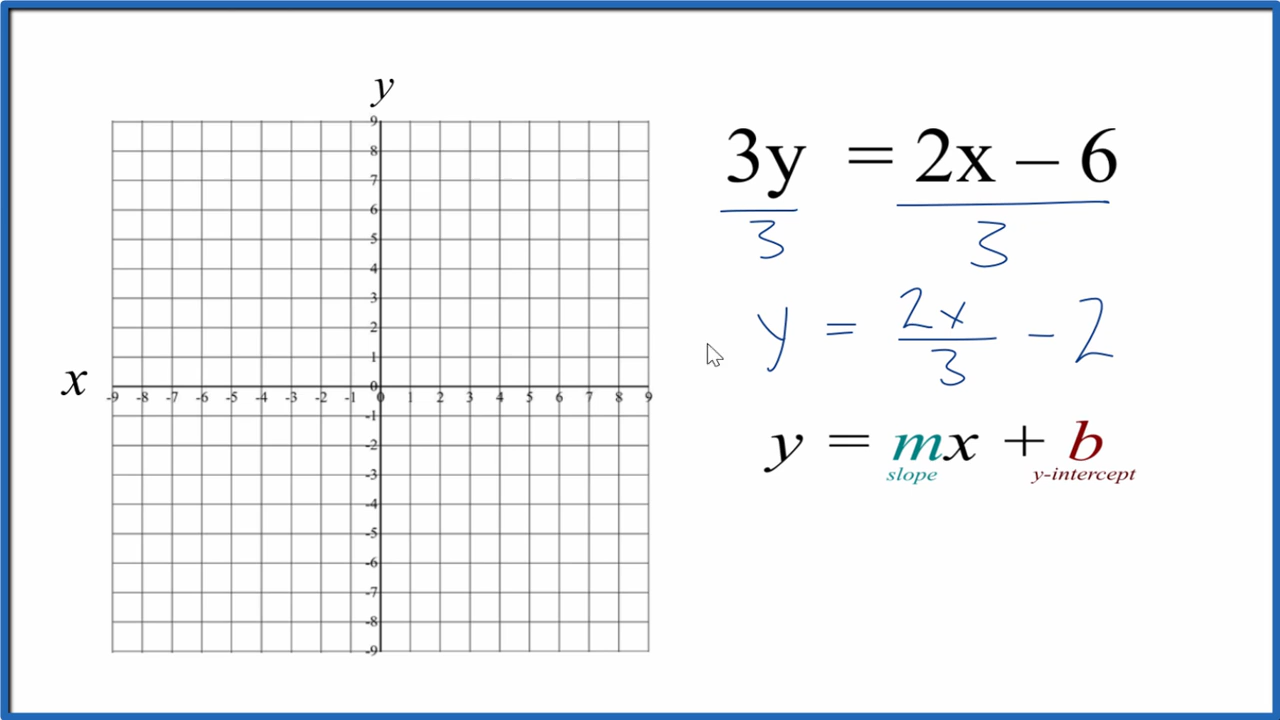 y
9
8
7
6
5
4
3
2
1
0
x
-9 -8 -7 -6 -5 -4 -3 -2 -1 0 1 2 3 4 5 6 7 8 9
-1
-2
-3
-4
-5
-6
-7
-8
-9
3y = 2x – 6
3 3
y = 2x/3 - 2
y = mx + b
slope y-intercept